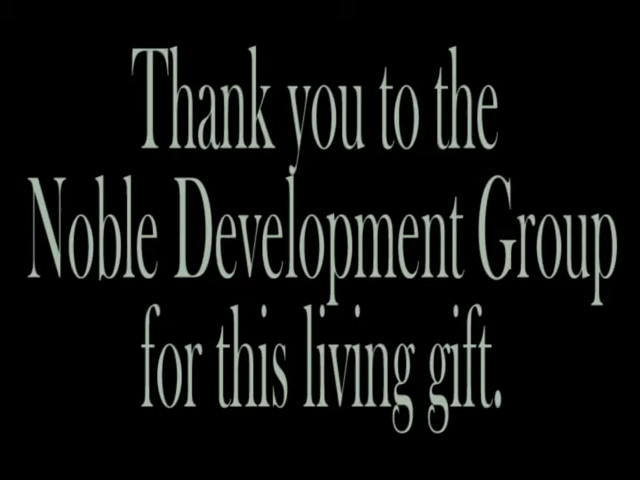 Thank you to the
Noble Development Group
for this living gift.